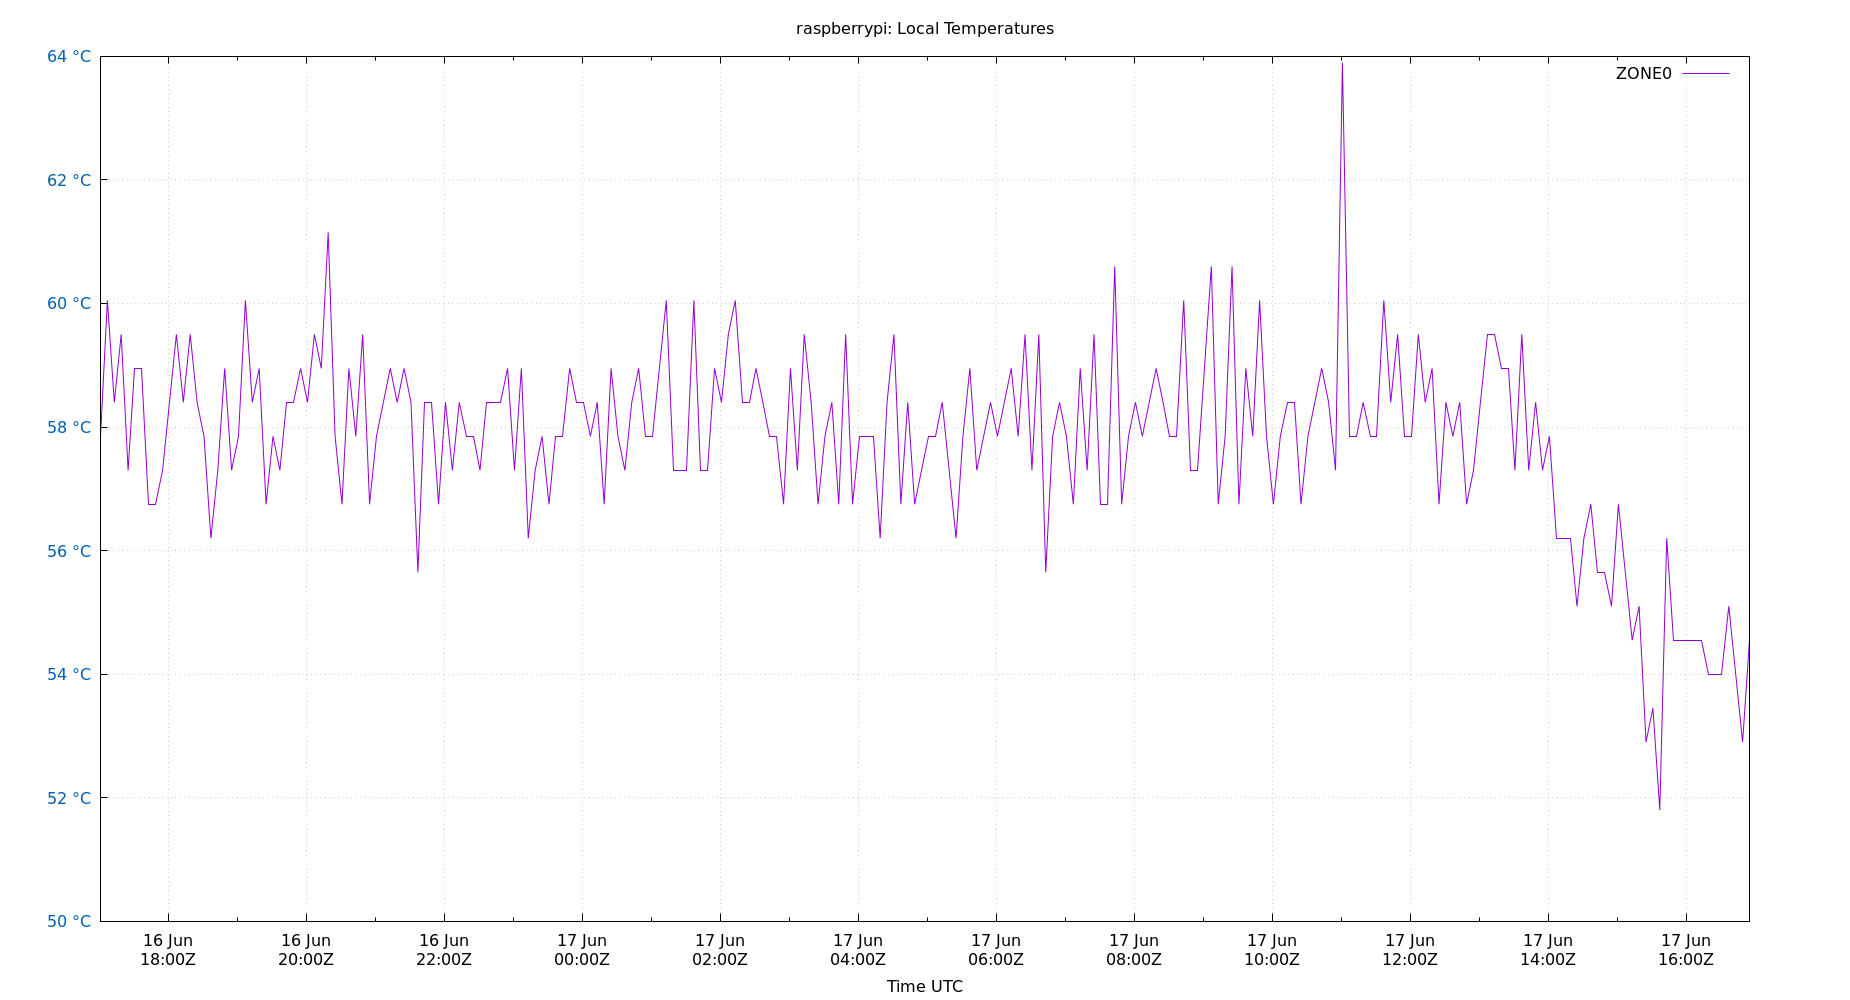 raspberrypi: Local Temperatures
64 °C
ZONE0
62 °C
60 °C
58 °C
56 °C
54 °C
52 °C
50 °C
16 Jun 16 Jun 16 Jun 17 Jun 17 Jun 17 Jun 17 Jun 17 Jun 17 Jun 17 Jun 17 Jun 17 Jun
18:00Z 20:00Z 22:00Z 00:00Z 02:00Z 04:00Z 06:00Z 08:00Z 10:00Z 12:00Z 14:00Z 16:00Z
Time UTC